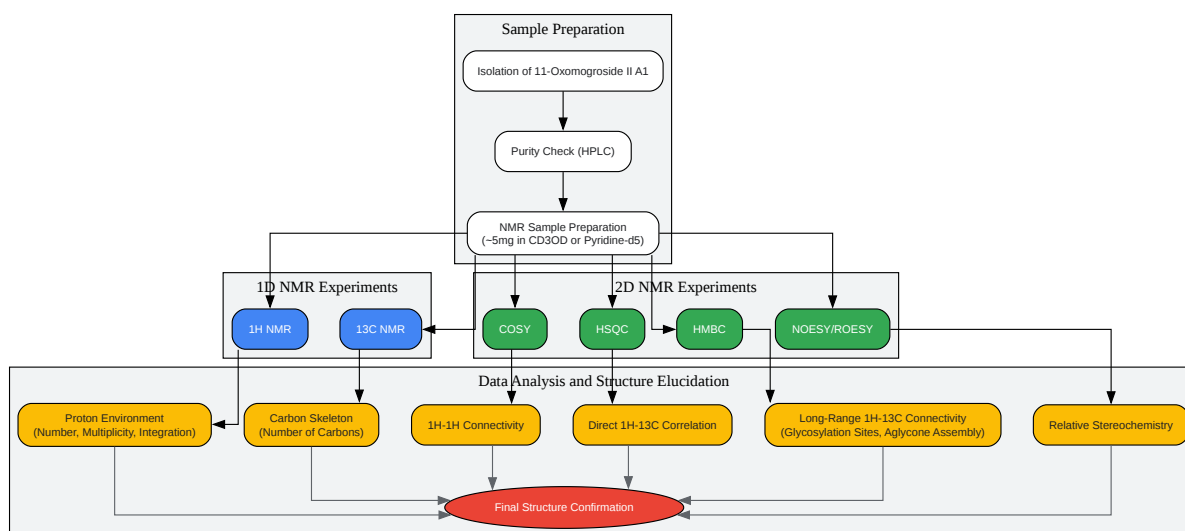 Sample Preparation
Isolation of 11-Oxomogroside II A1
Purity Check (HPLC)
NMR Sample Preparation
(~5mg in CD3OD or Pyridine-d5)
1D NMR Experiments
2D NMR Experiments
1H NMR
13C NMR
COSY
HSQC
HMBC
NOESY/ROESY
Data Analysis and Structure Elucidation
Proton Environment
(Number, Multiplicity, Integration)
Carbon Skeleton
(Number of Carbons)
1H-1H Connectivity
Direct 1H-13C Correlation
Long-Range 1H-13C Connectivity
(Glycosylation Sites, Aglycone Assembly)
Relative Stereochemistry
Final Structure Confirmation